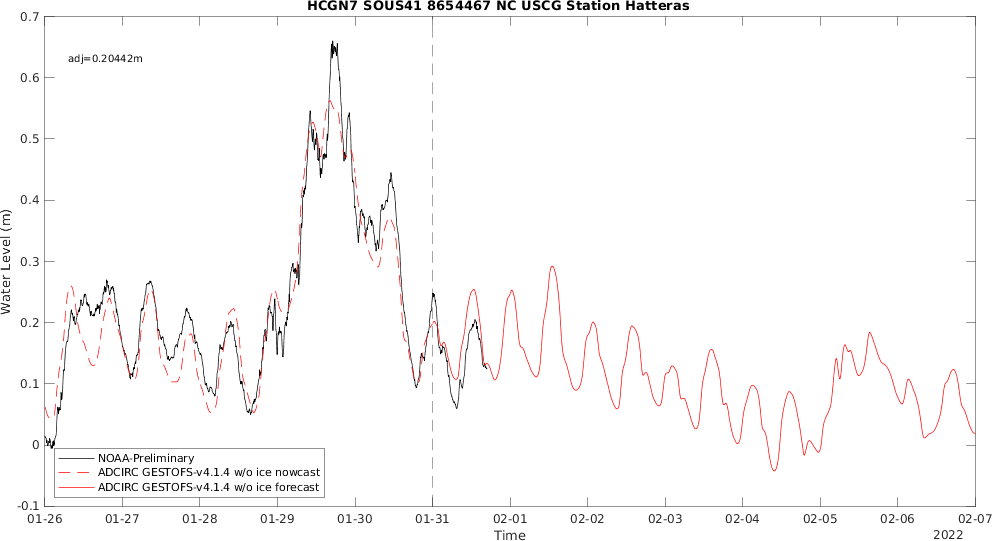 HCGN7 SOUS41 8654467 NC USCG Station Hatteras
adj=0.20442m
Water Level (m)
0.7
0.6
0.5
0.4
0.3
0.2
0.1
0
-0.1
NOAA-Preliminary
ADCIRC GESTOFS-v4.1.4 w/o ice nowcast
ADCIRC GESTOFS-v4.1.4 w/o ice forecast
01-26 01-27 01-28 01-29 01-30 01-31 02-01 02-02 02-03 02-04 02-05 02-06 02-07
Time
2022